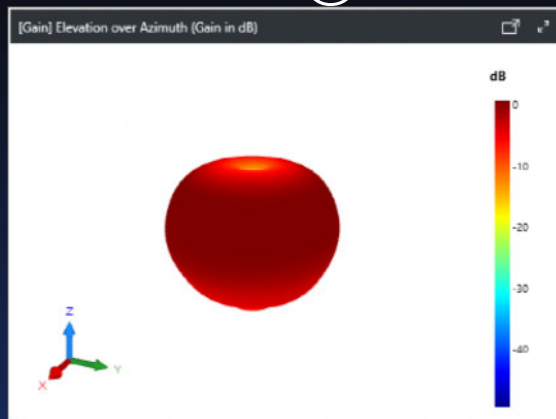 [Gain] Elevation over Azimuth (Gain in dB)
dB
0
-10
-20
-30
-40
Z
X
Y